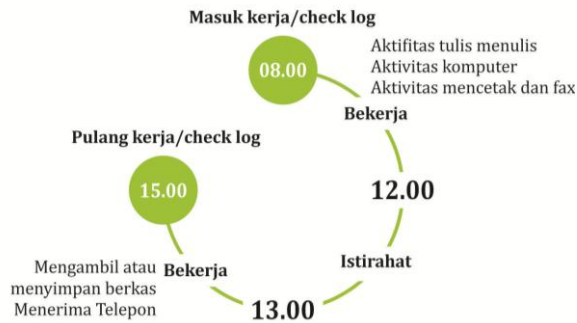 Masuk kerja/check log
08.00
Aktifitas tulis menulis
Aktivitas komputer
Aktivitas mencetak dan fax
Bekerja
12.00
Istirahat
13.00
Bekerja
Mengambil atau
menyimpan berkas
Menerima Telepon
Pulang kerja/check log
15.00